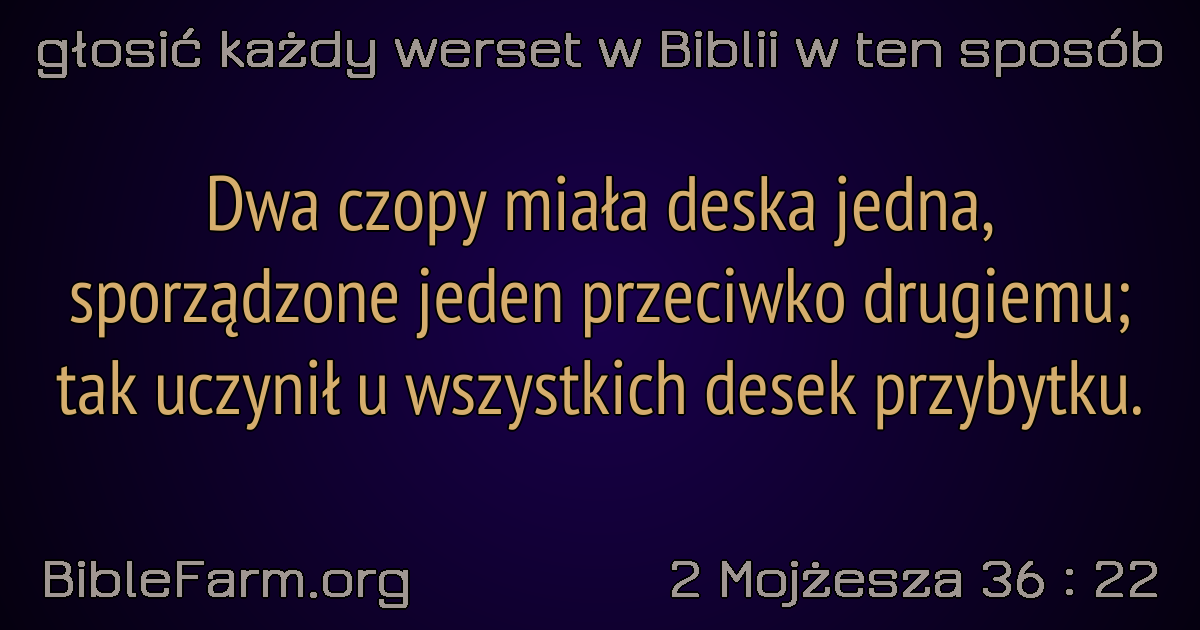 głosić każdy werset w Biblii w ten sposób
Dwa czopy miała deska jedna,
sporządzone jeden przeciwko drugiemu;
tak uczynił u wszystkich desek przybytku.
BibleFarm.org
2 Mojżesza 36 : 22